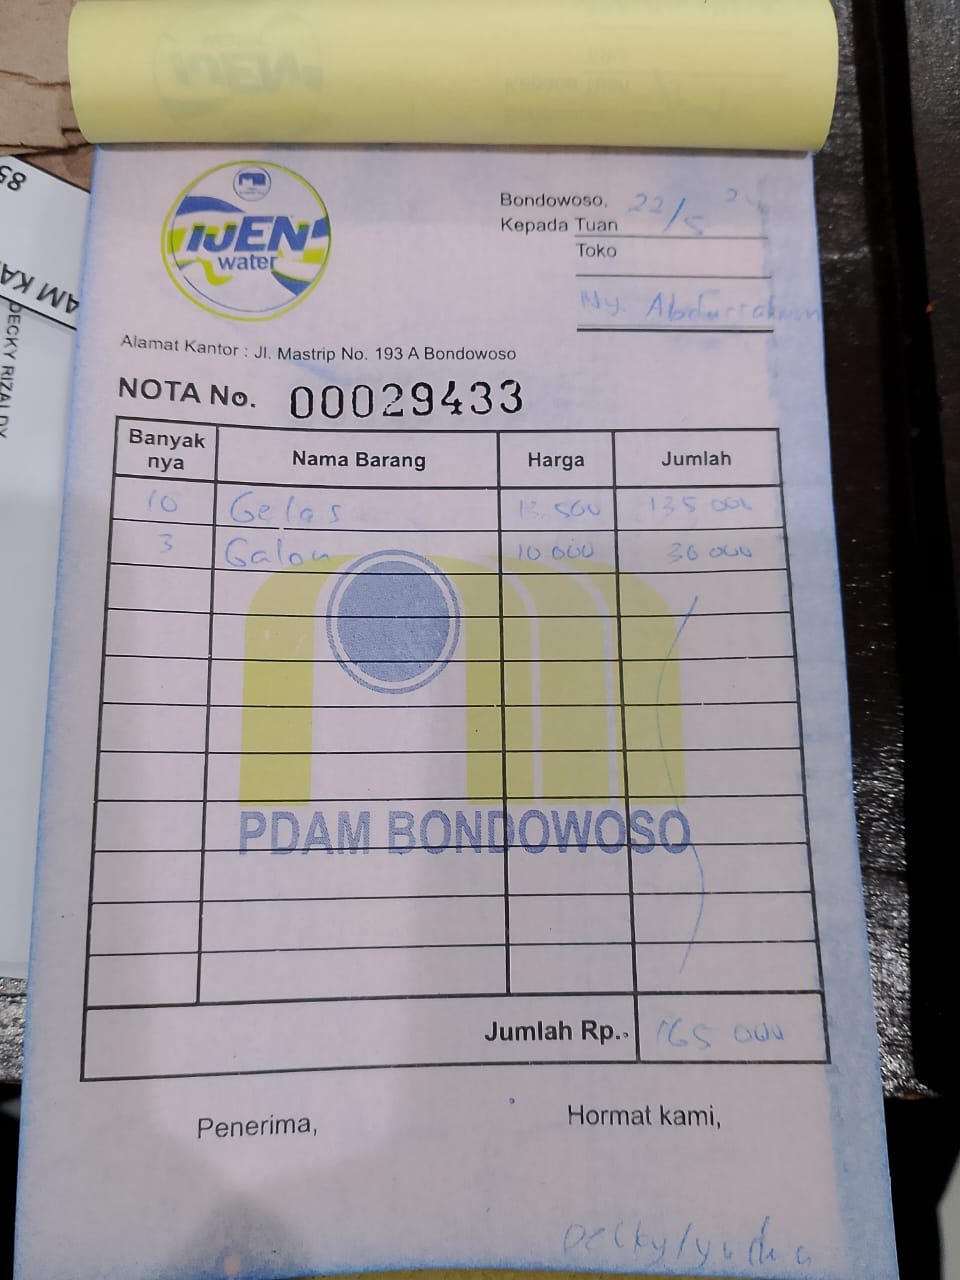 IJEN
water
Bondowoso, 22/5 24
Kepada Tuan
Toko
Ny. Abdurrahman
Alamat Kantor : Jl. Mastrip No. 193 A Bondowoso
NOTA No. 00029433
Banyak nya Nama Barang Harga Jumlah
10 Gelas 13.500 135 000
3 Galon 10 000 30 000
PDAM BONDOWOSO
Jumlah Rp. 165 000
Penerima, Hormat kami,
Decky/yudha
85
AM KA
DECKY RIZALDY